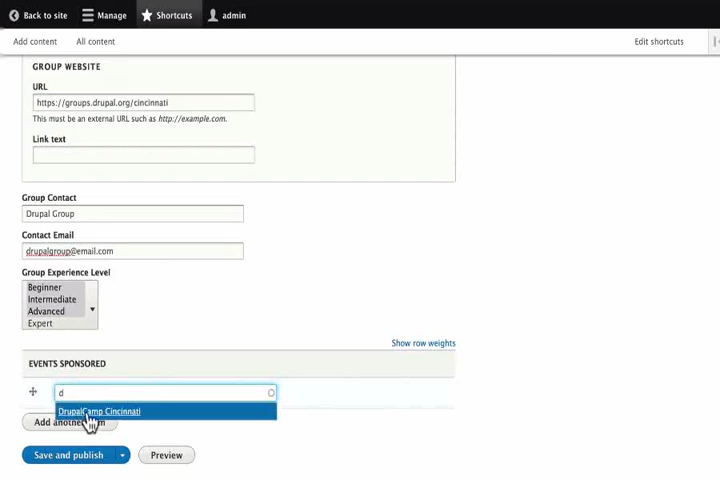 Back to site
Manage
Shortcuts
admin
Add content
All content
Edit shortcuts
GROUP WEBSITE
URL
https://groups.drupal.org/cincinnati
This must be an external URL such as http://example.com.
Link text
Group Contact
Drupal Group
Contact Email
drupalgroup@email.com
Group Experience Level
Beginner
Intermediate
Advanced
Expert
Show row weights
EVENTS SPONSORED
d
DrupalCamp Cincinnati
Add another item
Save and publish
Preview